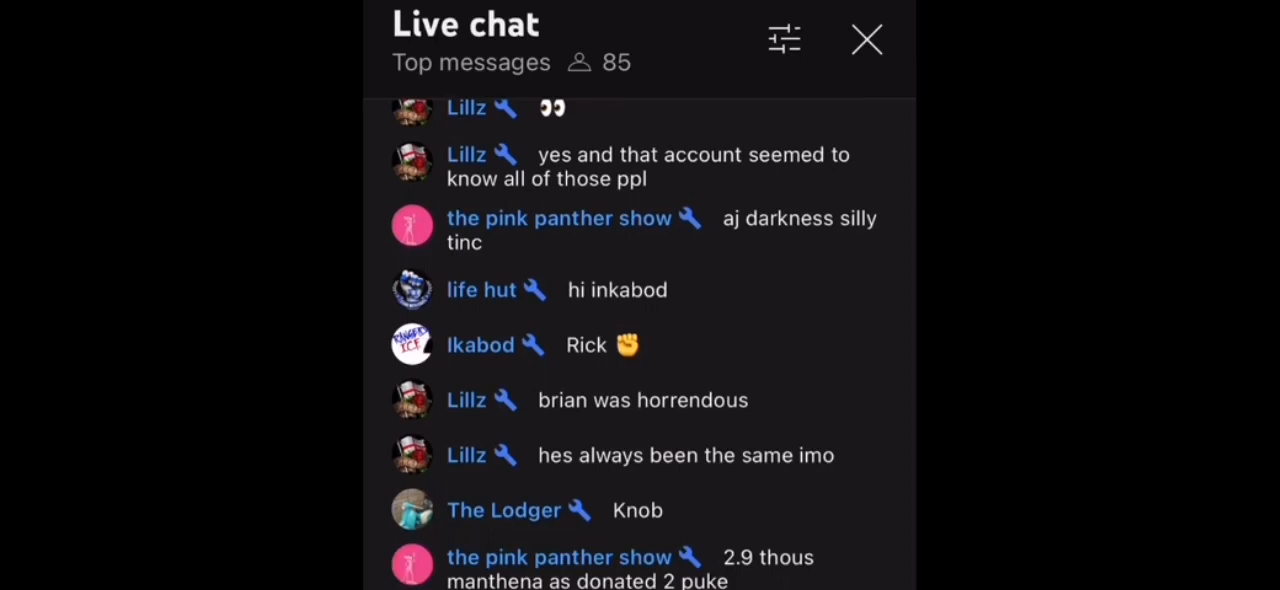 Live chat
Top messages 85
Lillz 👀
Lillz yes and that account seemed to
know all of those ppl
the pink panther show aj darkness silly
tinc
life hut hi inkabod
RANGERS
ICF
Ikabod Rick ✊
Lillz brian was horrendous
Lillz hes always been the same imo
The Lodger Knob
the pink panther show 2.9 thous
manthena as donated 2 puke